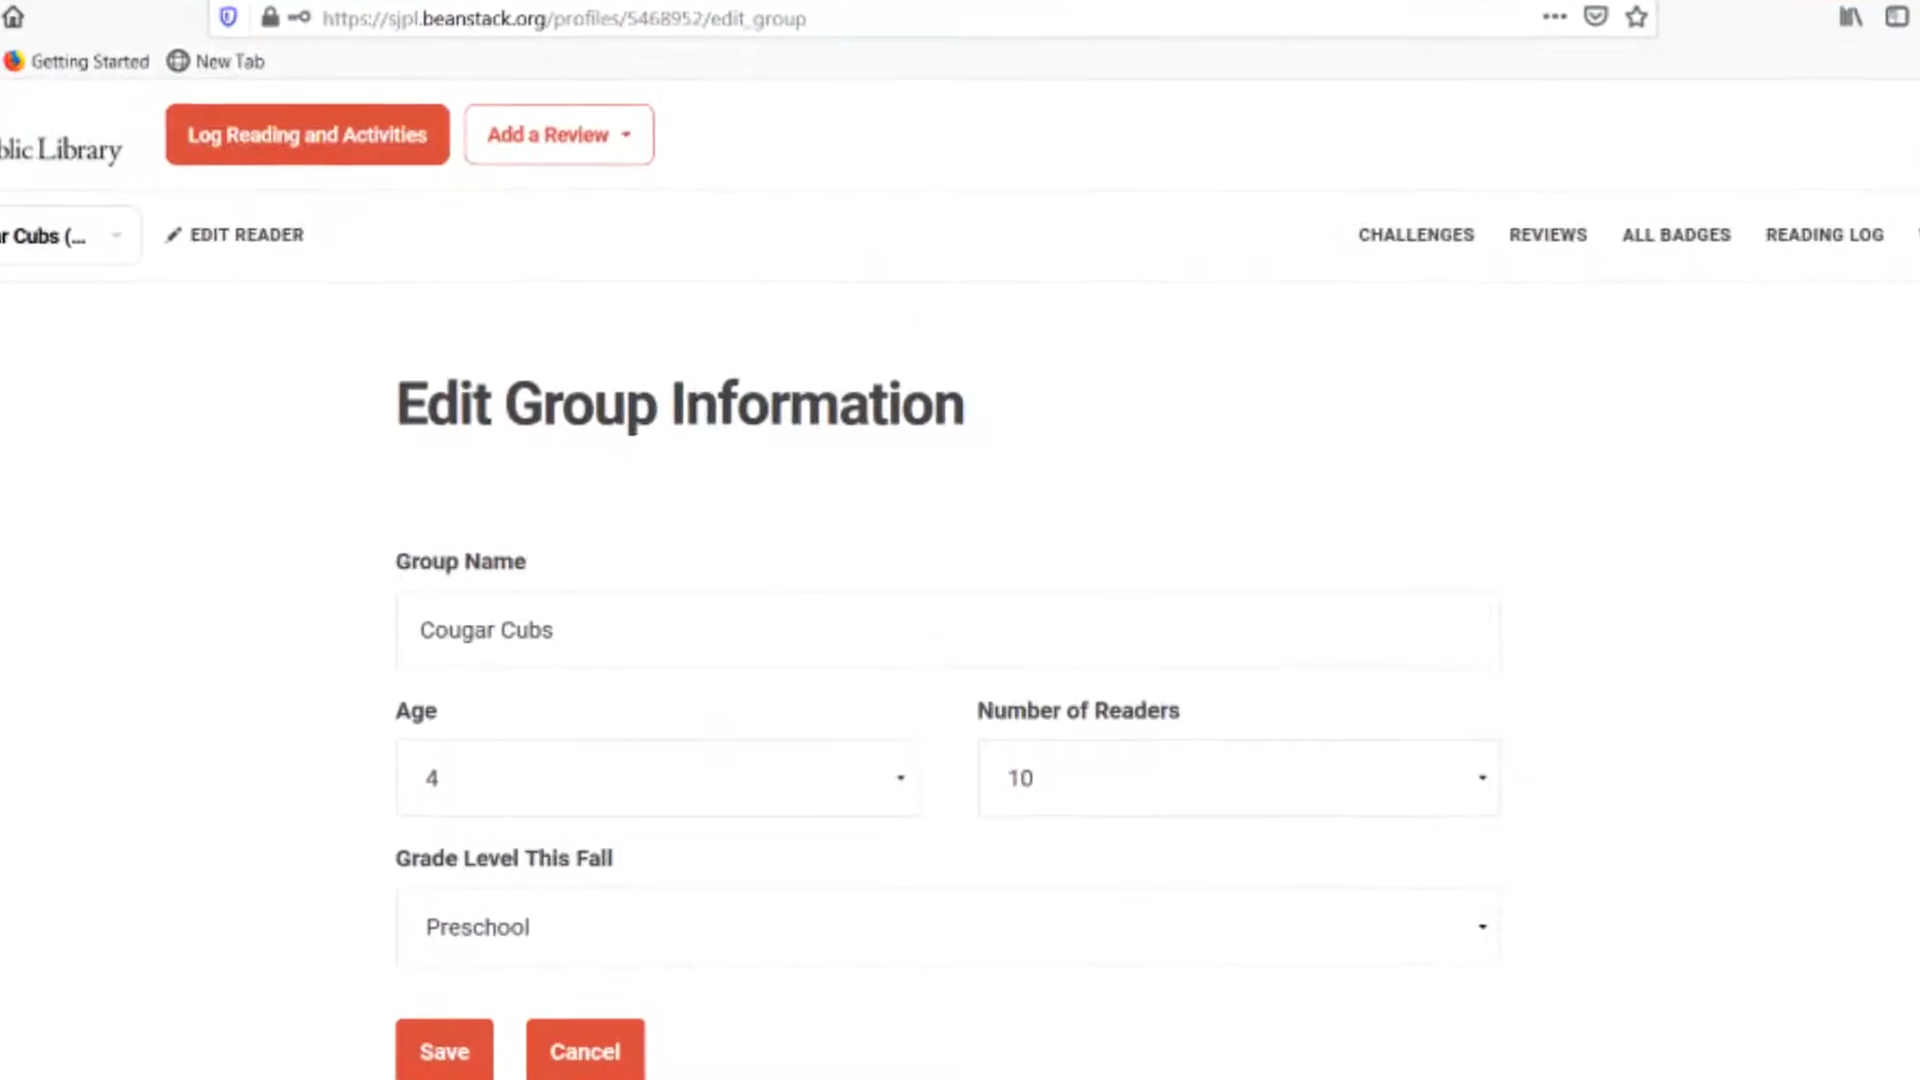 https://sjpl.beanstack.org/profiles/5468952/edit_group
Getting Started New Tab
Log Reading and Activities Add a Review
blic Library
r Cubs (... EDIT READER CHALLENGES REVIEWS ALL BADGES READING LOG
Edit Group Information
Group Name
Cougar Cubs
Age Number of Readers
4 10
Grade Level This Fall
Preschool
Save Cancel